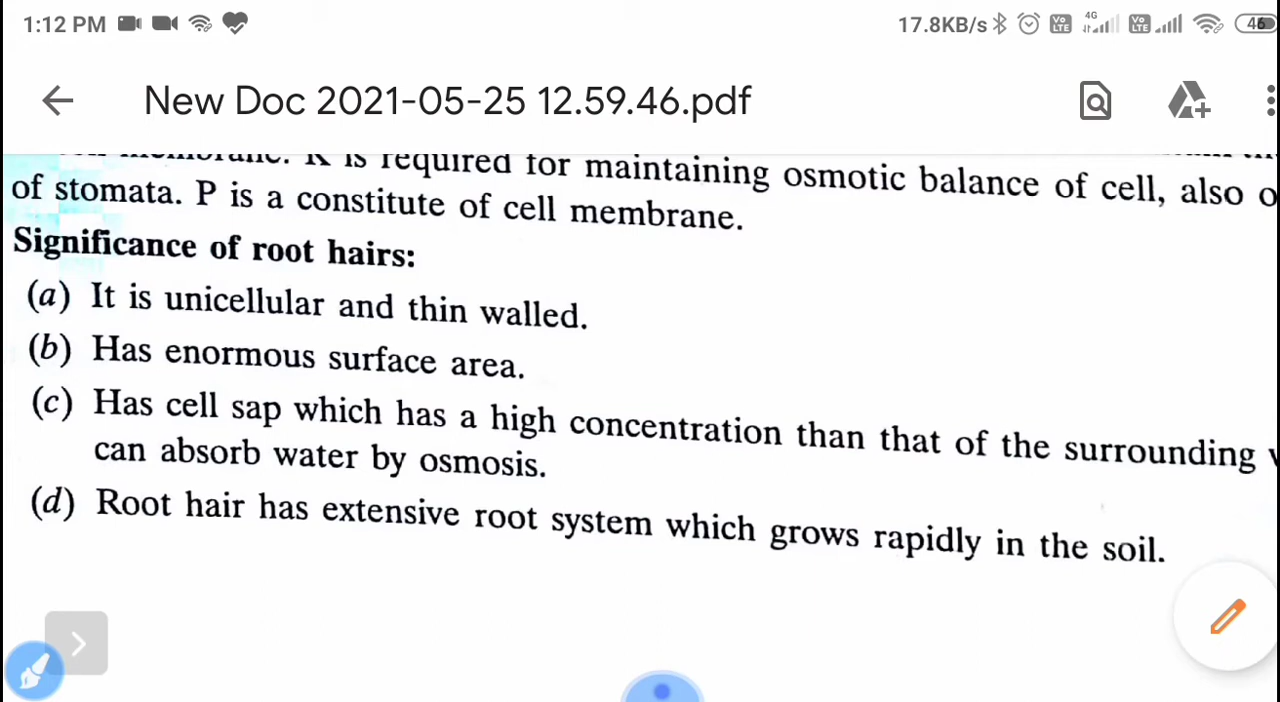 1:12 PM 17.8KB/s 4G 46
New Doc 2021-05-25 12.59.46.pdf
K is required for maintaining osmotic balance of cell, also
of stomata. P is a constitute of cell membrane.
Significance of root hairs:
(a) It is unicellular and thin walled.
(b) Has enormous surface area.
(c) Has cell sap which has a high concentration than that of the surrounding
can absorb water by osmosis.
(d) Root hair has extensive root system which grows rapidly in the soil.